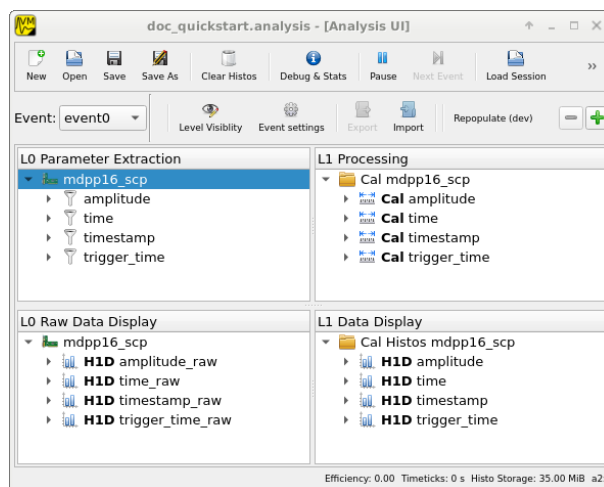 doc_quickstart.analysis - [Analysis UI]
New Open Save Save As Clear Histos Debug & Stats Pause Next Event Load Session »
Event: event0 Level Visiblity Event settings Export Import Repopulate (dev)
L0 Parameter Extraction
mdpp16_scp
amplitude
time
timestamp
trigger_time
L1 Processing
Cal mdpp16_scp
Cal amplitude
Cal time
Cal timestamp
Cal trigger_time
L0 Raw Data Display
mdpp16_scp
H1D amplitude_raw
H1D time_raw
H1D timestamp_raw
H1D trigger_time_raw
L1 Data Display
Cal Histos mdpp16_scp
H1D amplitude
H1D time
H1D timestamp
H1D trigger_time
Efficiency: 0.00 Timeticks: 0 s Histo Storage: 35.00 MiB